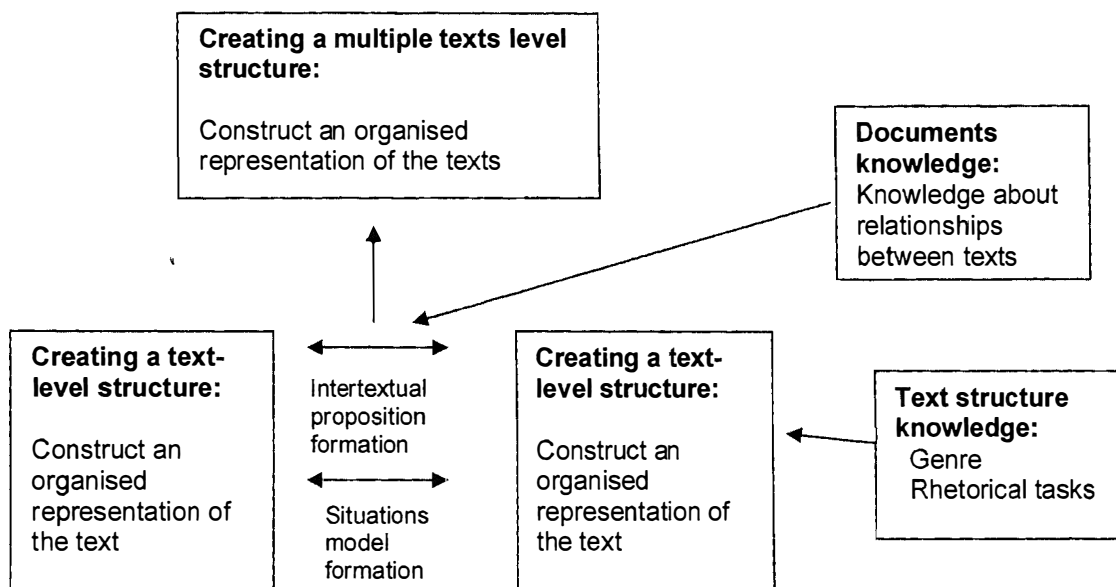 Creating a multiple texts level
structure:
Construct an organised
representation of the texts
Documents
knowledge:
Knowledge about
relationships
between texts
Creating a text-
level structure:
Construct an
organised
representation of
the text
Intertextual
proposition
formation
Situations
model
formation
Creating a text-
level structure:
Construct an
organised
representation of
the text
Text structure
knowledge:
Genre
Rhetorical tasks